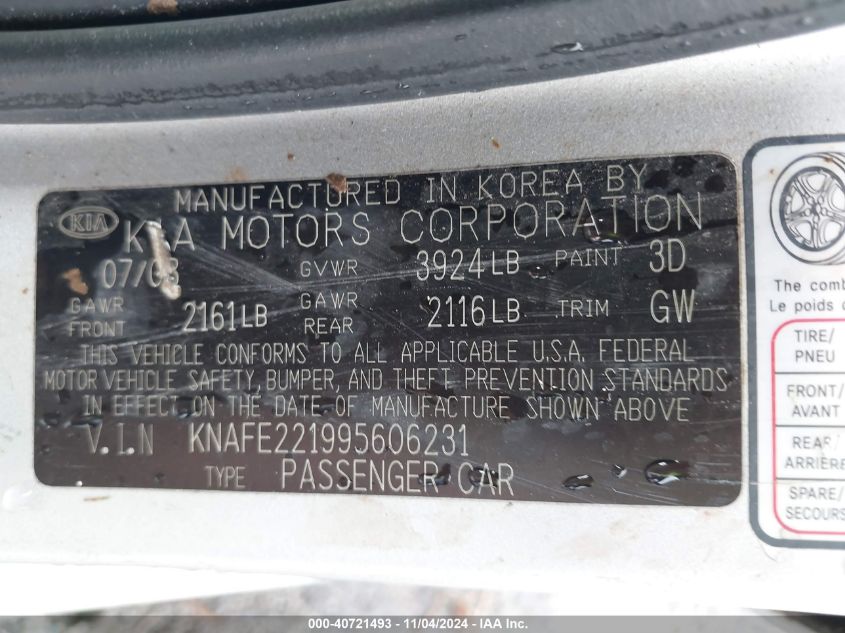 MANUFACTURED IN KOREA BY
KIA
KIA MOTORS CORPORATION
07/08 GVWR 3924LB PAINT 3D
GAWR FRONT 2161LB GAWR REAR 2116LB TRIM GW
THIS VEHICLE CONFORMS TO ALL APPLICABLE U.S.A. FEDERAL
MOTOR VEHICLE SAFETY, BUMPER, AND THEFT PREVENTION STANDARDS
IN EFFECT ON THE DATE OF MANUFACTURE SHOWN ABOVE
V.I.N KNAFE221995606231
TYPE PASSENGER CAR
The comb
Le poids
TIRE/
PNEU
FRONT/
AVANT
REAR/
ARRIÈRE
SPARE/
SECOURS
000-40721493 - 11/04/2024 - IAA Inc.